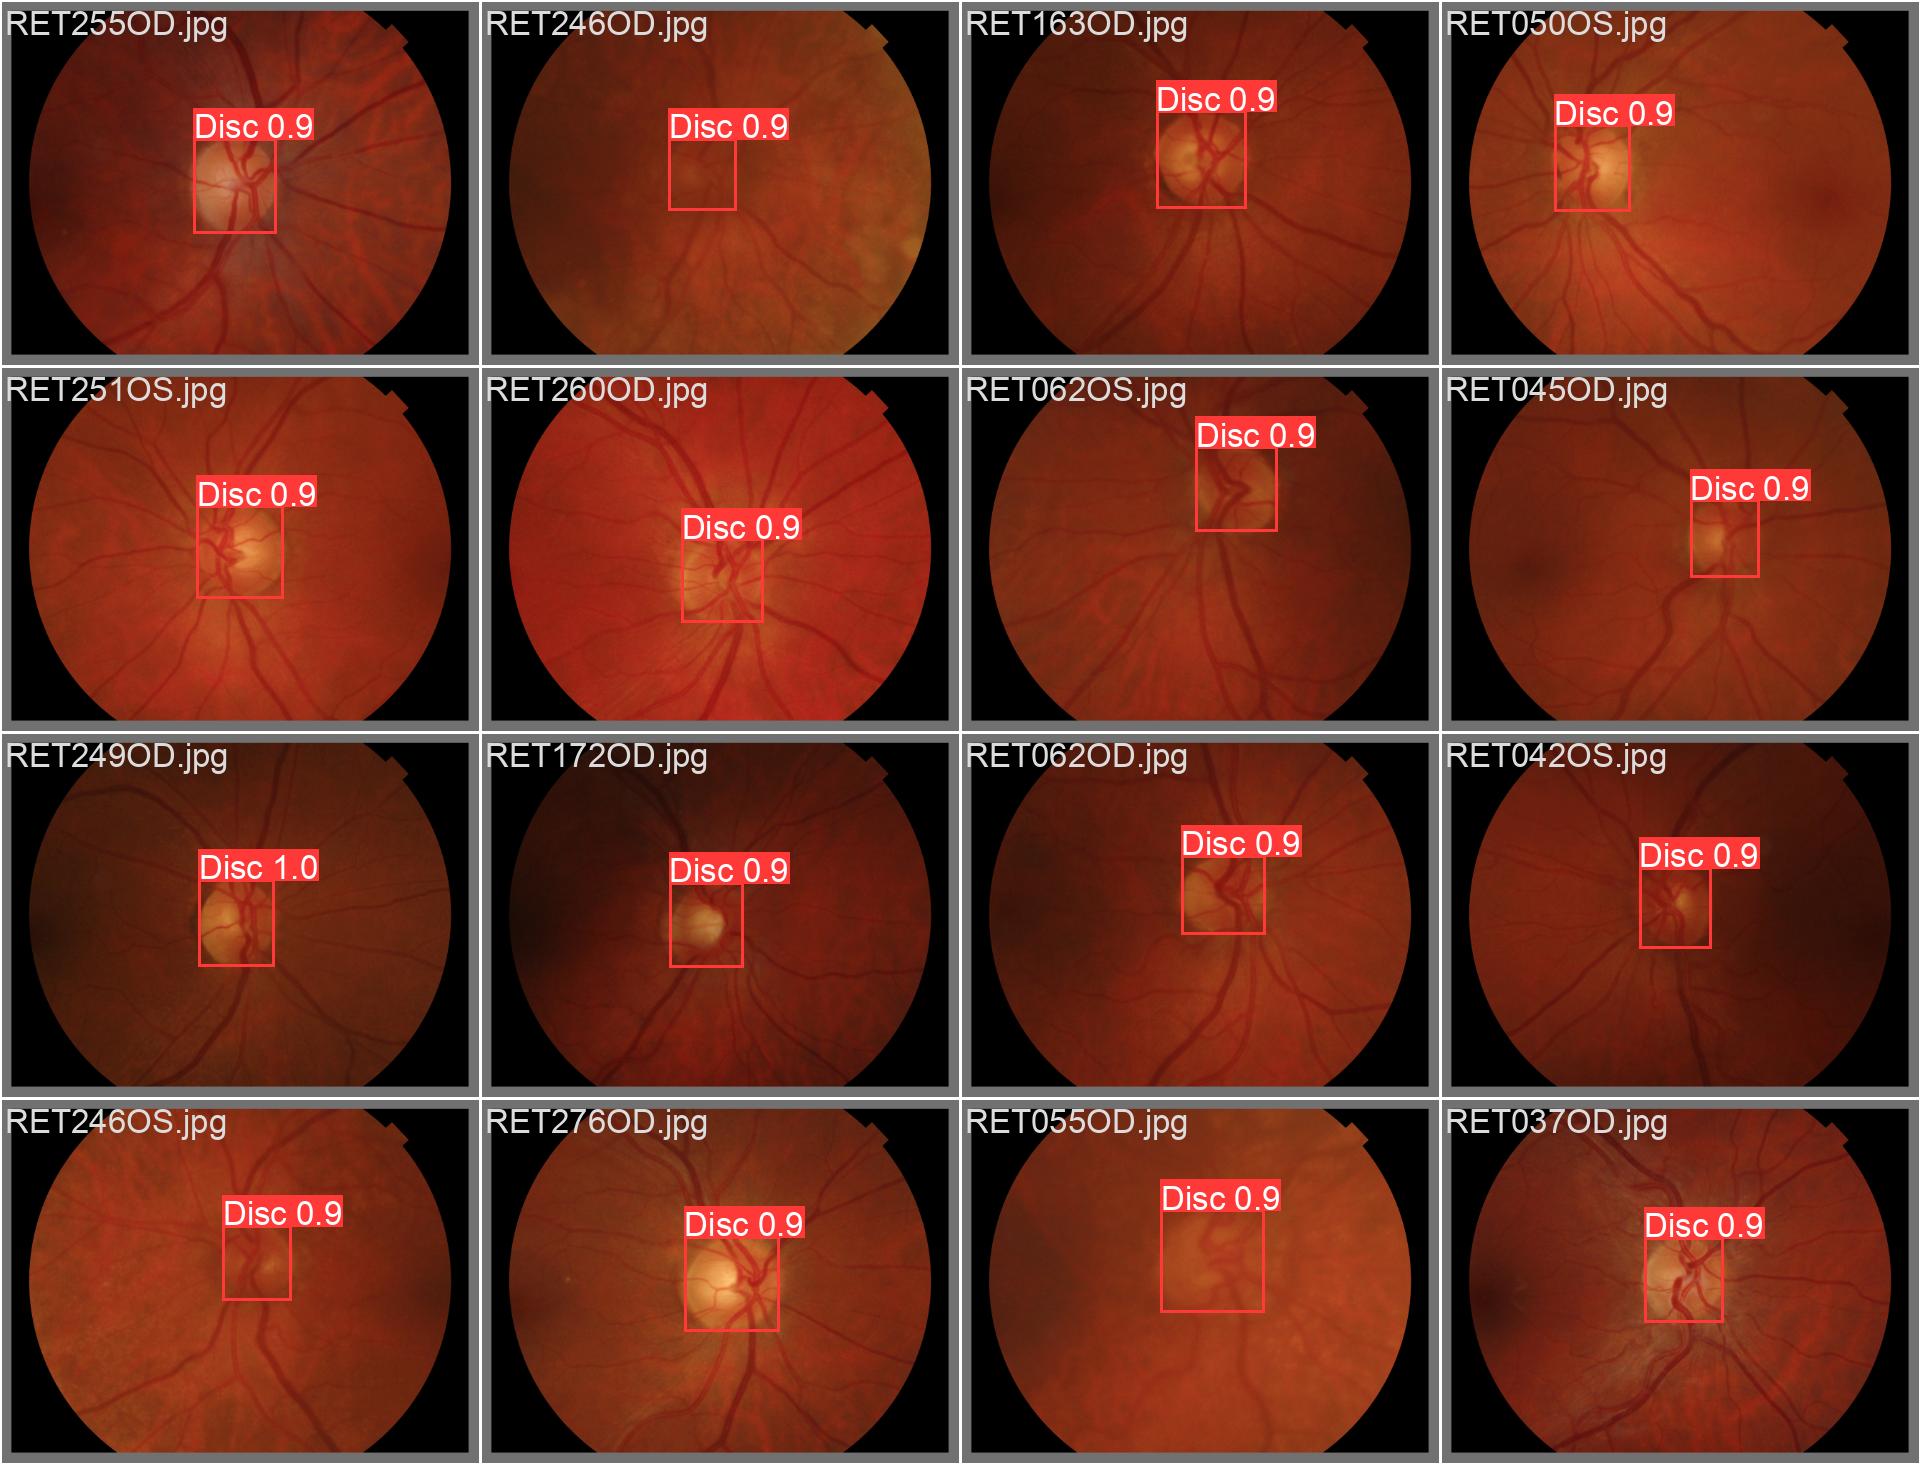 RET255OD.jpg
Disc 0.9
RET246OD.jpg
Disc 0.9
RET163OD.jpg
Disc 0.9
RET050OS.jpg
Disc 0.9
RET251OS.jpg
Disc 0.9
RET260OD.jpg
Disc 0.9
RET062OS.jpg
Disc 0.9
RET045OD.jpg
Disc 0.9
RET249OD.jpg
Disc 1.0
RET172OD.jpg
Disc 0.9
RET062OD.jpg
Disc 0.9
RET042OS.jpg
Disc 0.9
RET246OS.jpg
Disc 0.9
RET276OD.jpg
Disc 0.9
RET055OD.jpg
Disc 0.9
RET037OD.jpg
Disc 0.9